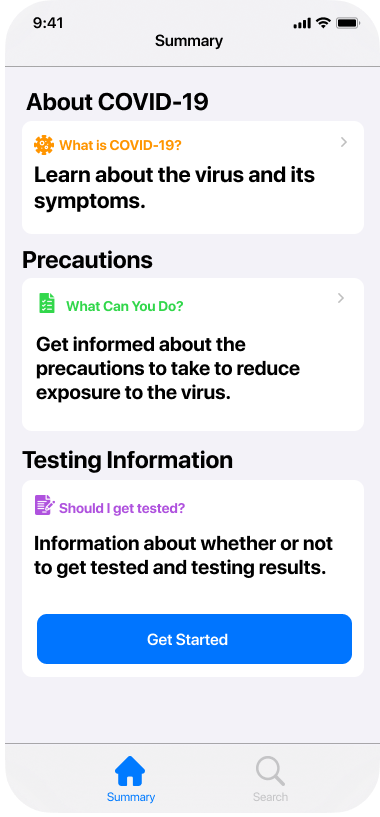 9:41
Summary
About COVID-19
What is COVID-19?
Learn about the virus and its
symptoms.
Precautions
What Can You Do?
Get informed about the
precautions to take to reduce
exposure to the virus.
Testing Information
Should I get tested?
Information about whether or not
to get tested and testing results.
Get Started
Summary
Search